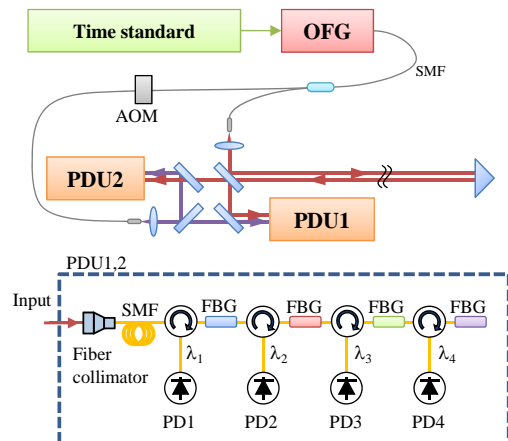 Time standard
OFG
SMF
AOM
PDU2
PDU1
PDU1,2
Input
SMF
FBG
FBG
FBG
FBG
Fiber
collimator
λ1
λ2
λ3
λ4
PD1
PD2
PD3
PD4